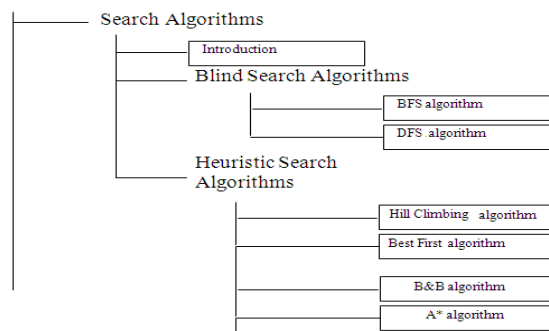 Search Algorithms
Introduction
Blind Search Algorithms
BFS algorithm
DFS .algorithm
Heuristic Search
Algorithms
Hill Climbing algorithm
Best First algorithm
B&B algorithm
A* algorithm